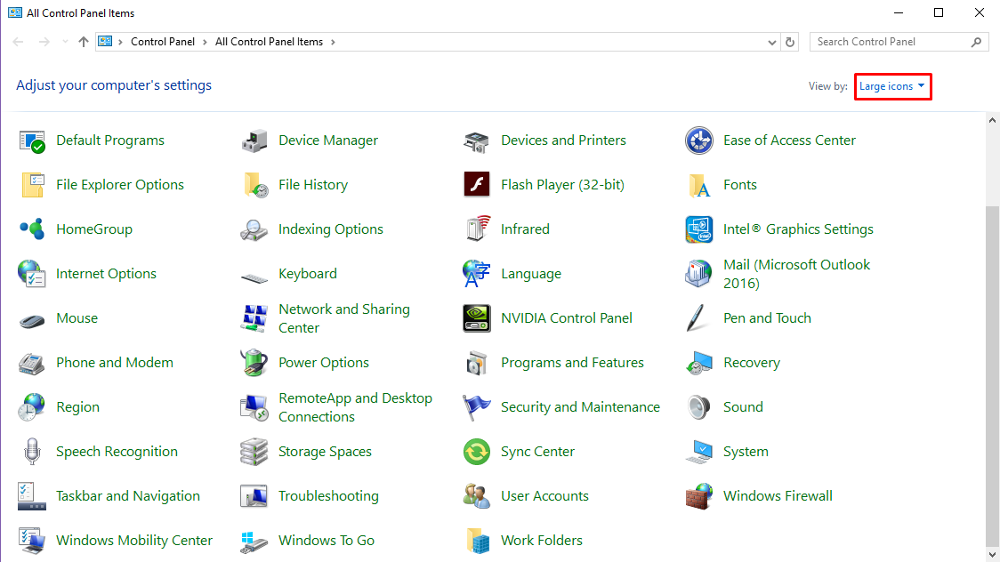 All Control Panel Items
Control Panel > All Control Panel Items >
Search Control Panel
Adjust your computer's settings
View by: Large icons
Default Programs
Device Manager
Devices and Printers
Ease of Access Center
File Explorer Options
File History
Flash Player (32-bit)
Fonts
HomeGroup
Indexing Options
Infrared
Intel® Graphics Settings
Internet Options
Keyboard
Language
Mail (Microsoft Outlook
2016)
Mouse
Network and Sharing
Center
NVIDIA Control Panel
Pen and Touch
Phone and Modem
Power Options
Programs and Features
Recovery
Region
RemoteApp and Desktop
Connections
Security and Maintenance
Sound
Speech Recognition
Storage Spaces
Sync Center
System
Taskbar and Navigation
Troubleshooting
User Accounts
Windows Firewall
Windows Mobility Center
Windows To Go
Work Folders